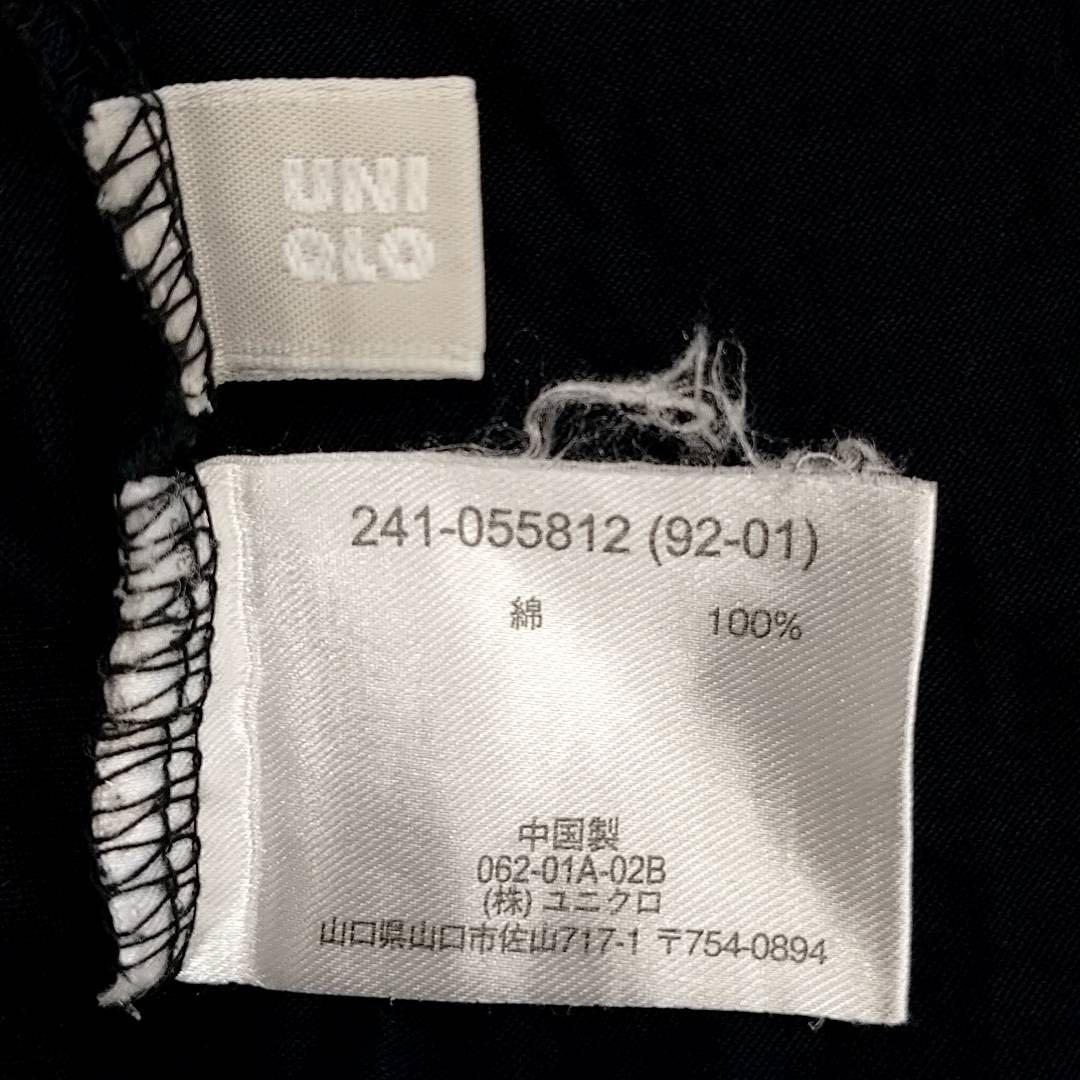 UNI
QLO
241-055812 (92-01)
綿 100%
中国製
062-01A-02B
(株) ユニクロ
山口県山口市佐山717-1 〒754-0894